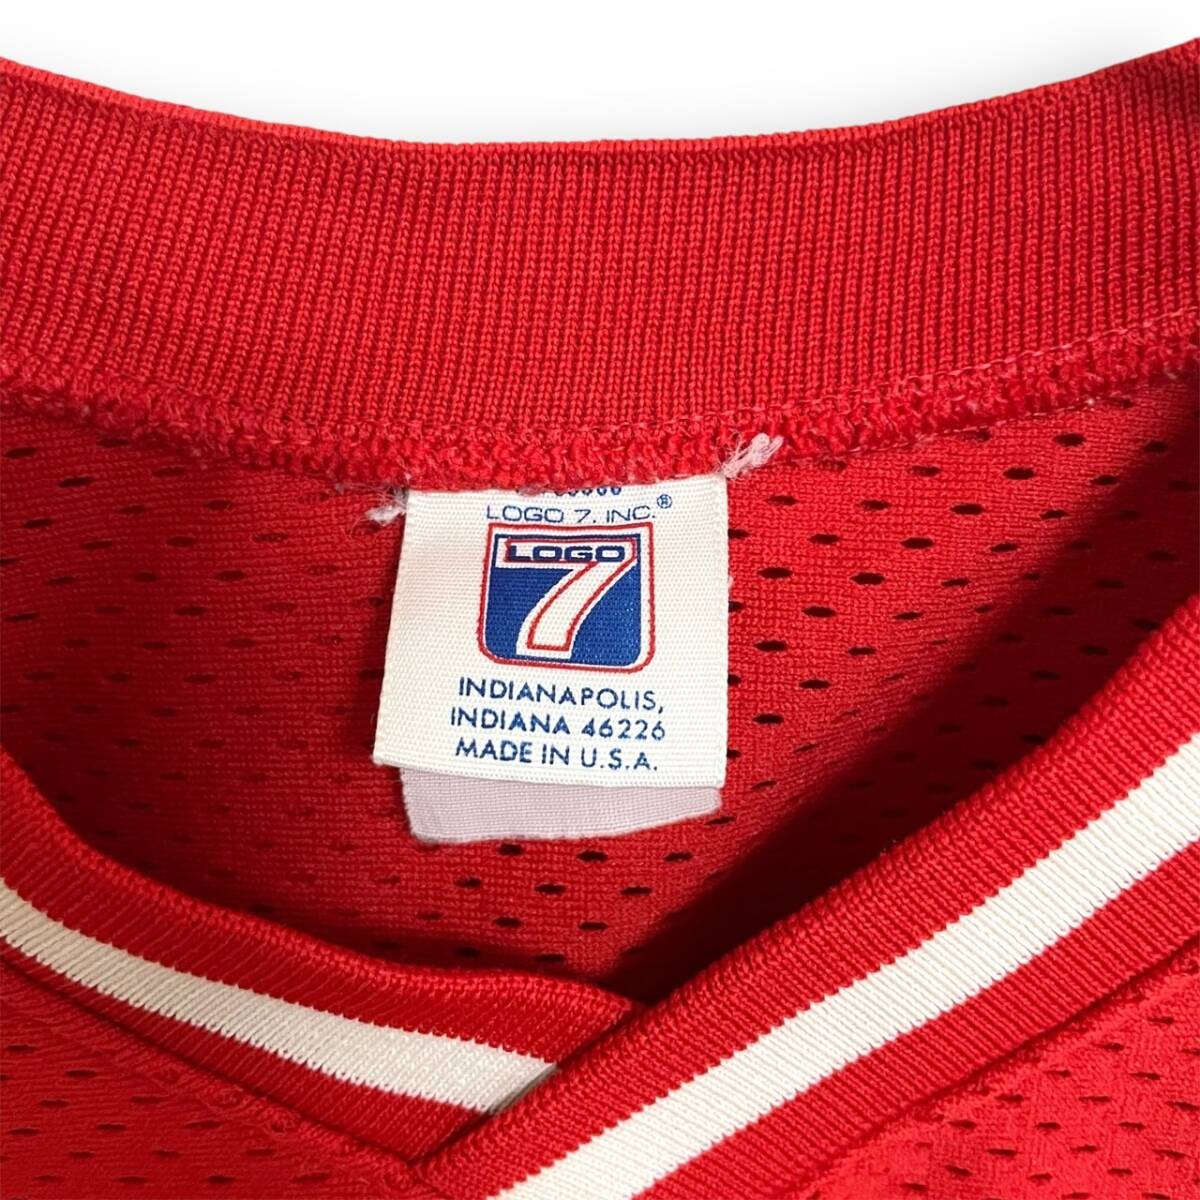 LOGO 7, INC.®
LOGO
7
INDIANAPOLIS,
INDIANA 46226
MADE IN U.S.A.